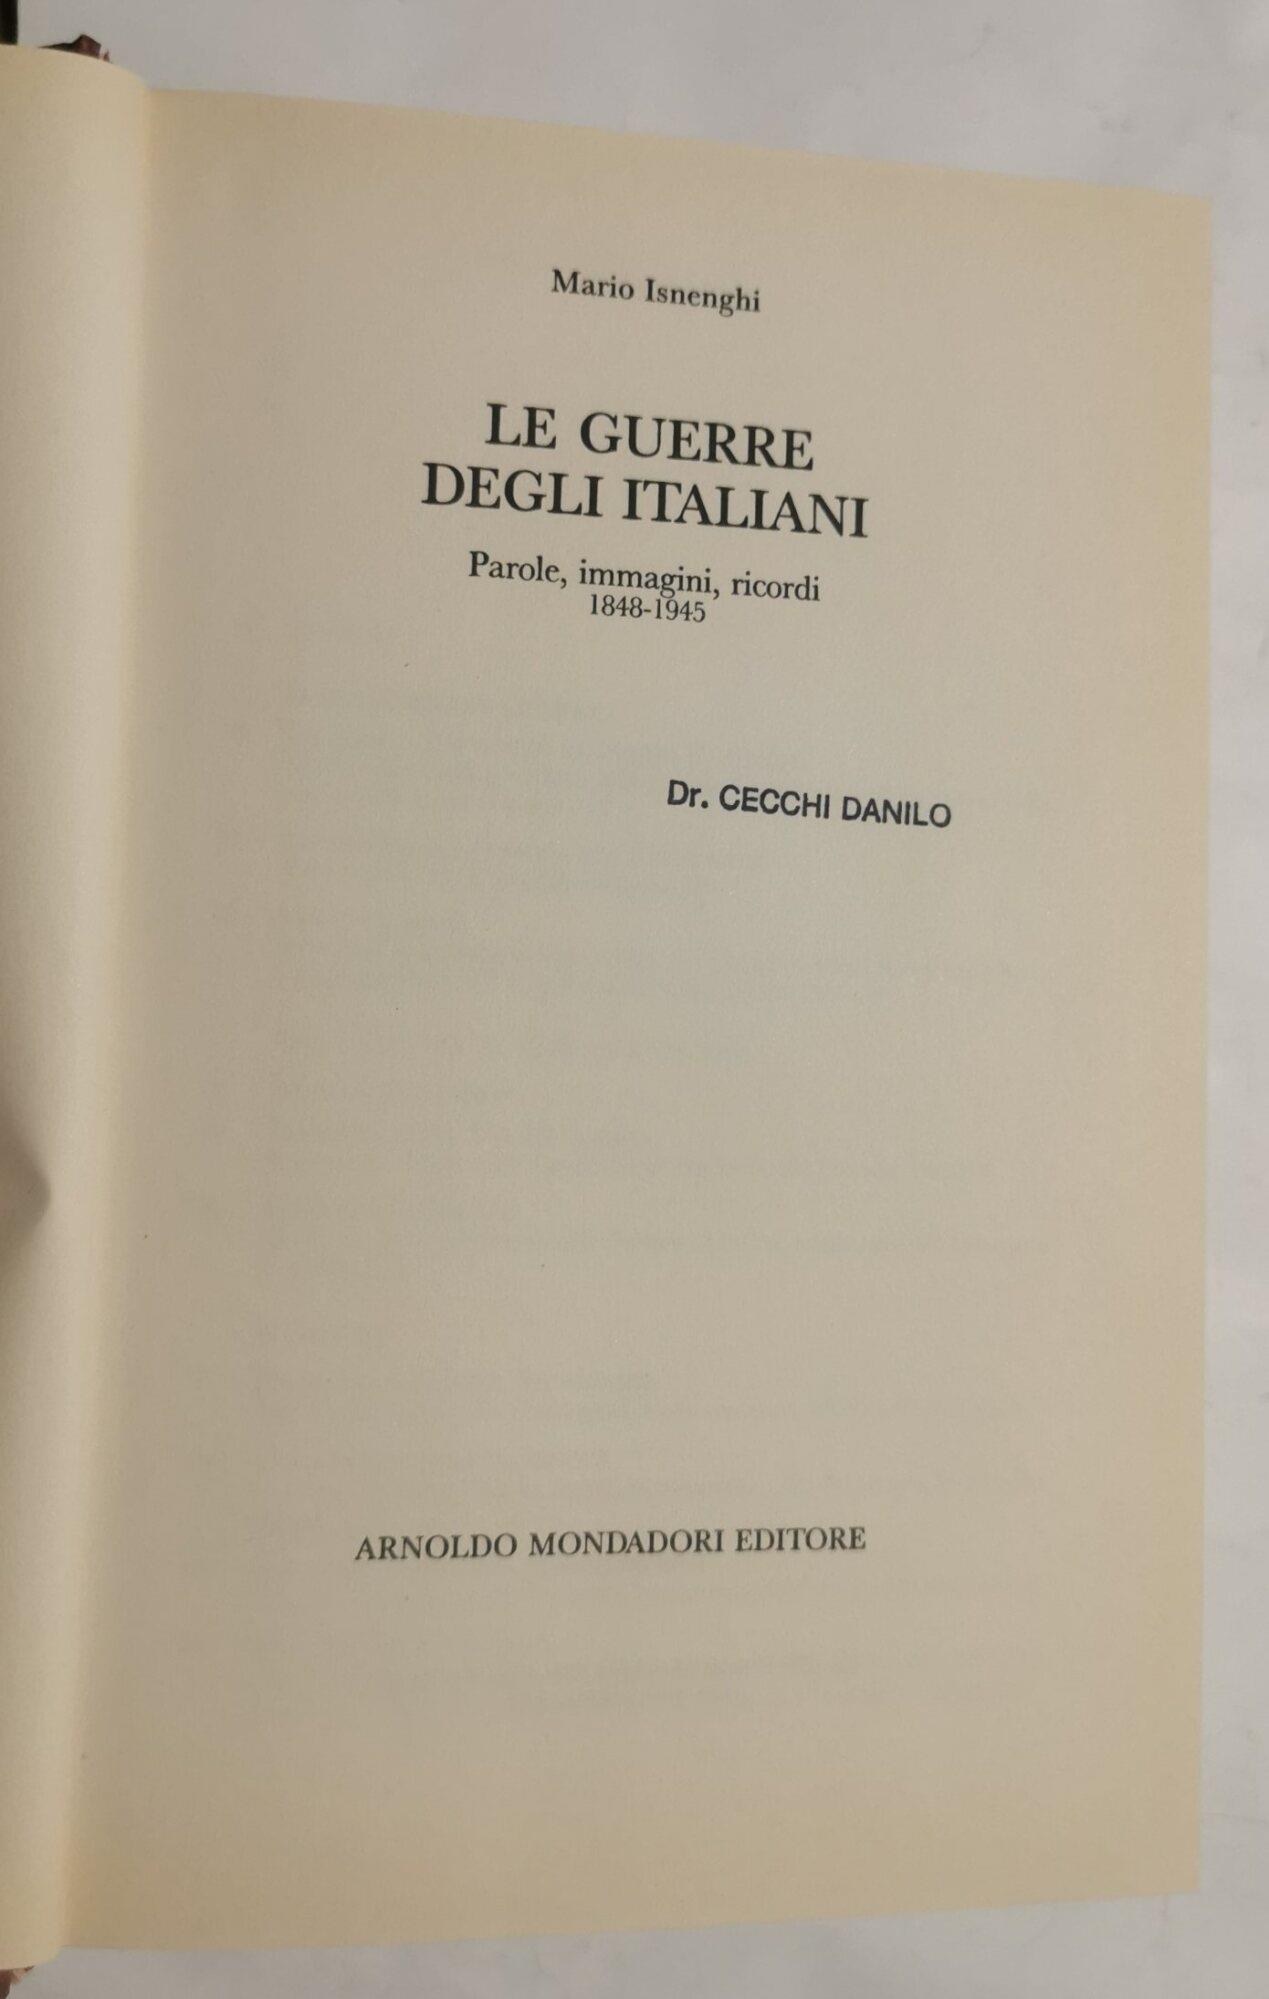 Mario Isnenghi
LE GUERRE
DEGLI ITALIANI
Parole, immagini, ricordi
1848-1945
Dr. CECCHI DANILO
ARNOLDO MONDADORI EDITORE